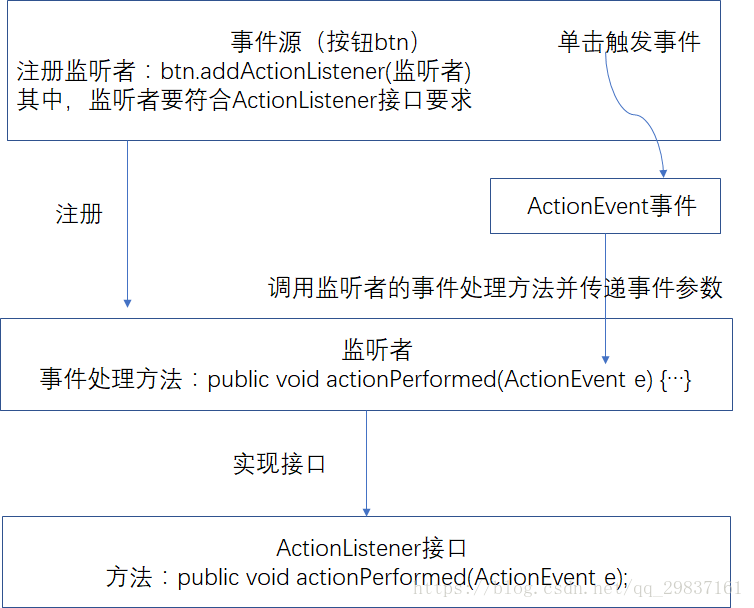 事件源（按钮btn）
单击触发事件
注册监听者：btn.addActionListener(监听者)
其中，监听者要符合ActionListener接口要求
注册
ActionEvent事件
调用监听者的事件处理方法并传递事件参数
监听者
事件处理方法：public void actionPerformed(ActionEvent e) {…}
实现接口
ActionListener接口
方法：public void actionPerformed(ActionEvent e);
https://blog.csdn.net/qq_29837161